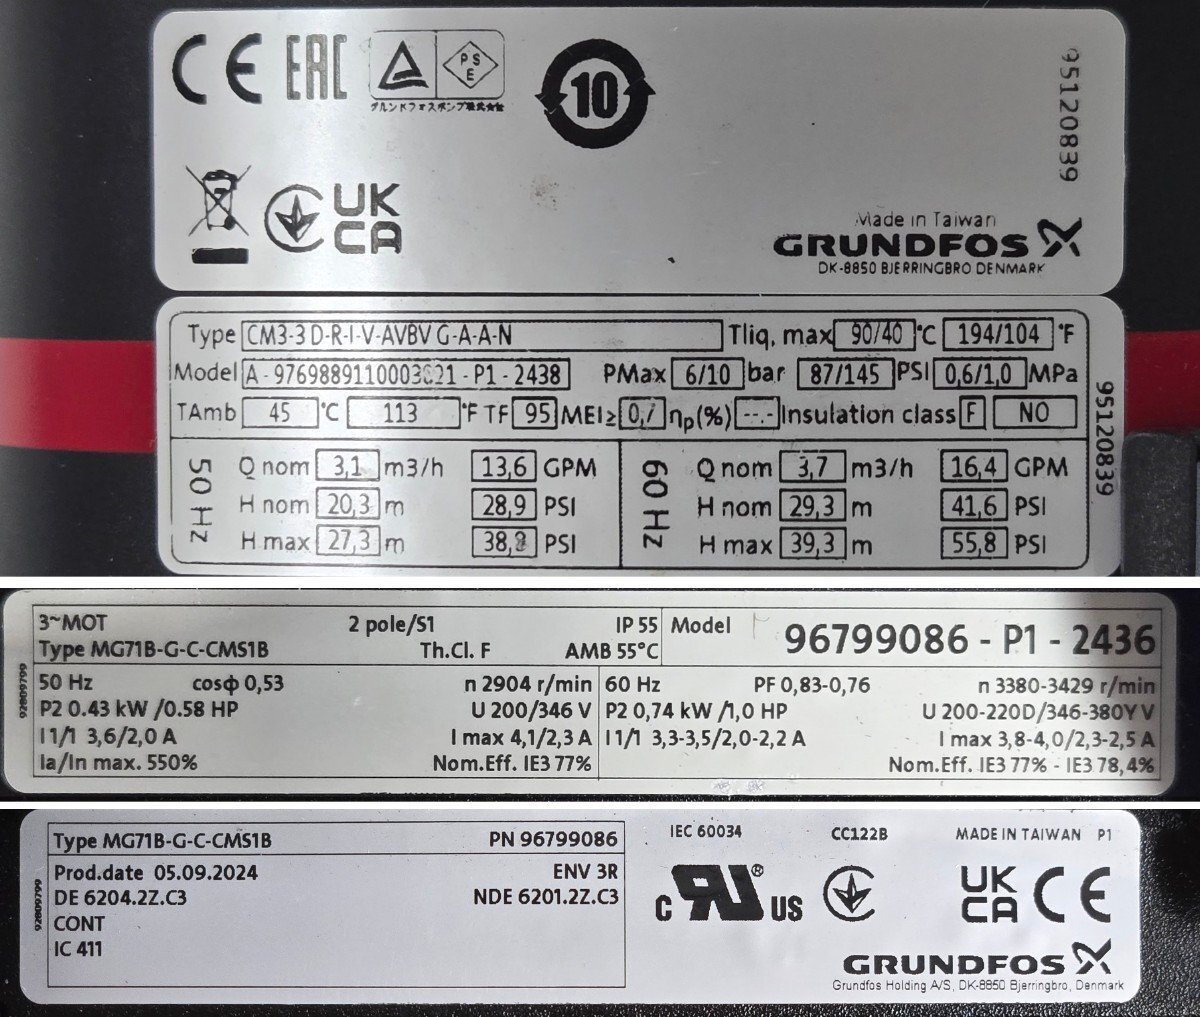 CE EAC PSE
グルンドフォスポンプ株式会社
10
95120839
UK
CA
Made in Taiwan
GRUNDFOS
DK-8850 BJERRINGBRO DENMARK
Type CM3-3 D-R-I-V-AVBV G-A-A-N Tliq. max 90/40 °C 194/104 °F
Model PMax 6/10 bar 87/145 PSI 0,6/1,0 MPa
TAmb 45 °C 113 °F TF 95 MEI≥ 0,7 ηp(%) --.- Insulation class F NO
95120839
50 Hz
Q nom 3,1 m3/h 13,6 GPM
H nom 20,3 m 28,9 PSI
H max 27,3 m PSI
60 Hz
Q nom 3,7 m3/h 16,4 GPM
H nom 29,3 m 41,6 PSI
H max 39,3 m 55,8 PSI
3~MOT 2 pole/S1 IP 55
Type MG71B-G-C-CMS1B Th.Cl. F AMB 55°C
Model 96799086 - P1 - 2436
92809799
50 Hz cosф 0,53 n 2904 r/min
P2 0.43 kW /0.58 HP U 200/346 V
I1/1 3,6/2,0 A I max 4,1/2,3 A
Ia/In max. 550% Nom.Eff. IE3 77%
60 Hz PF 0,83-0,76 n 3380-3429 r/min
P2 0,74 kW /1,0 HP U 200-220D/346-380Y V
I1/1 3,3-3,5/2,0-2,2 A I max 3,8-4,0/2,3-2,5 A
Nom.Eff. IE3 77% - IE3 78,4%
92809799
Type MG71B-G-C-CMS1B PN 96799086
Prod.date 05.09.2024 ENV 3R
DE 6204.2Z.C3 NDE 6201.2Z.C3
CONT
IC 411
IEC 60034 CC122B MADE IN TAIWAN P1
c RU® US UK CA CE
GRUNDFOS
Grundfos Holding A/S, DK-8850 Bjerringbro, Denmark